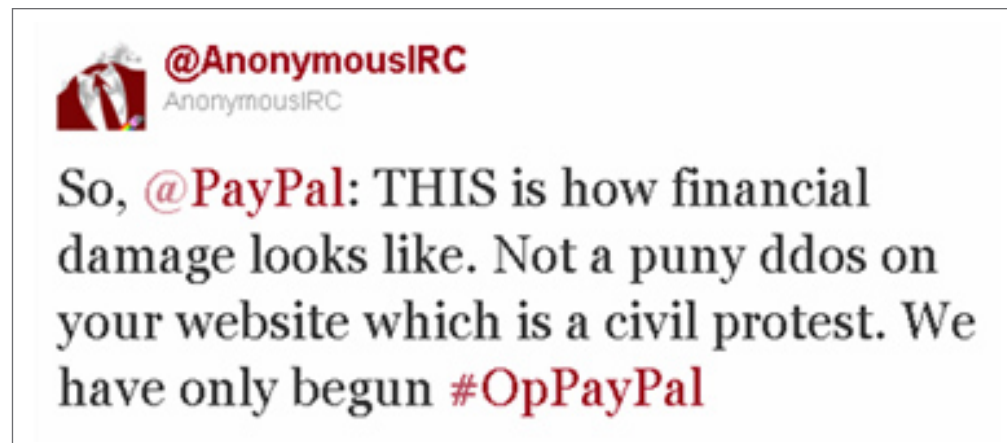 @AnonymousIRC
AnonymousIRC
So, @PayPal: THIS is how financial
damage looks like. Not a puny ddos on
your website which is a civil protest. We
have only begun #OpPayPal